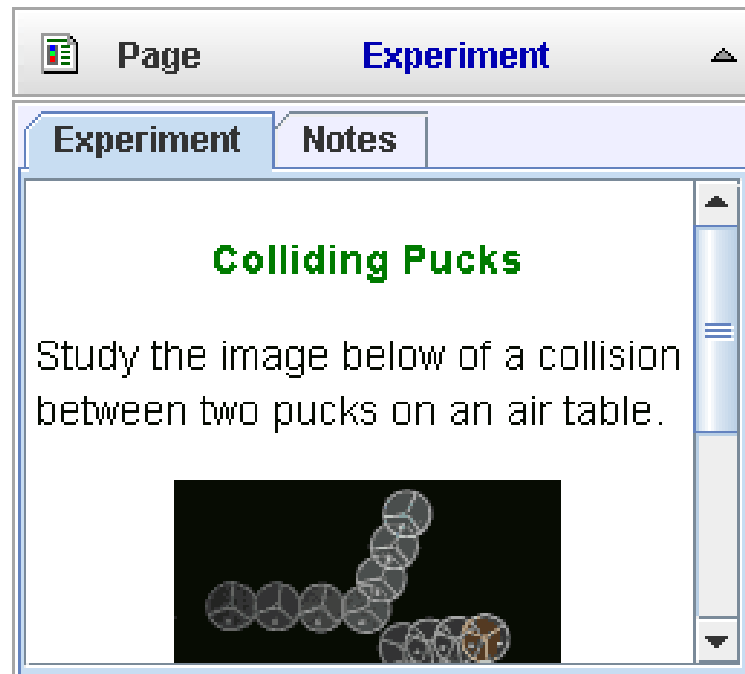 Page Experiment
Experiment Notes
Colliding Pucks
Study the image below of a collision
between two pucks on an air table.